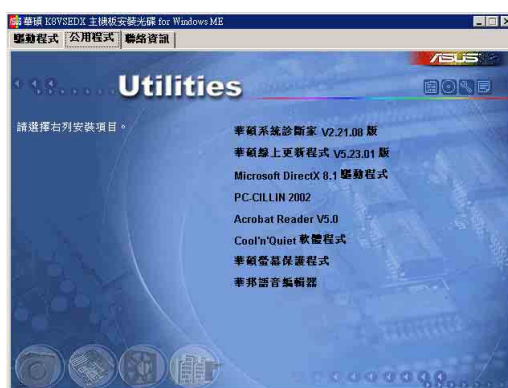 華碩 K8VSEDX 主機板安裝光碟 for Windows ME
驅動程式 公用程式 聯絡資訊
ASUS
Utilities
請選擇右列安裝項目。
華碩系統診斷家 V2.21.08 版
華碩線上更新程式 V5.23.01 版
Microsoft DirectX 8.1 驅動程式
PC-CILLIN 2002
Acrobat Reader V5.0
Cool'n'Quiet 軟體程式
華碩螢幕保護程式
華邦語音編輯器